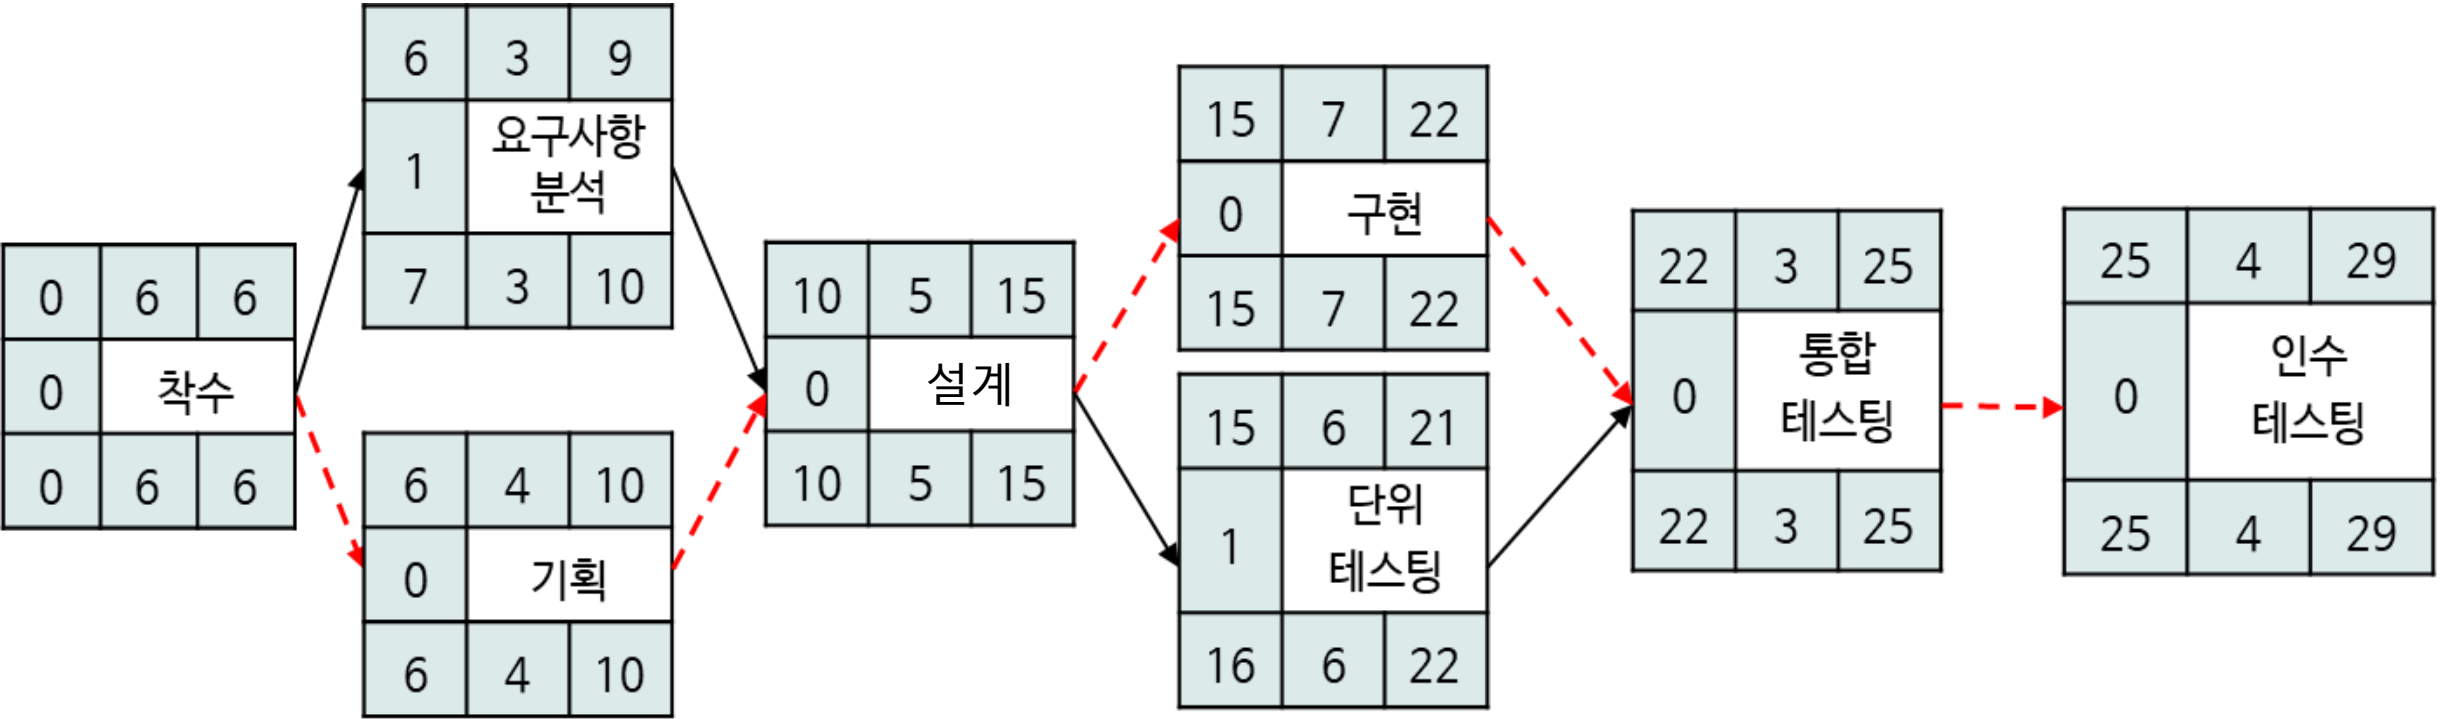 0 6 6
0 착수
0 6 6
6 3 9
1 요구사항
분석
7 3 10
6 4 10
0 기획
6 4 10
10 5 15
0 설계
10 5 15
15 7 22
0 구현
15 7 22
15 6 21
1 단위
테스팅
16 6 22
22 3 25
0 통합
테스팅
22 3 25
25 4 29
0 인수
테스팅
25 4 29